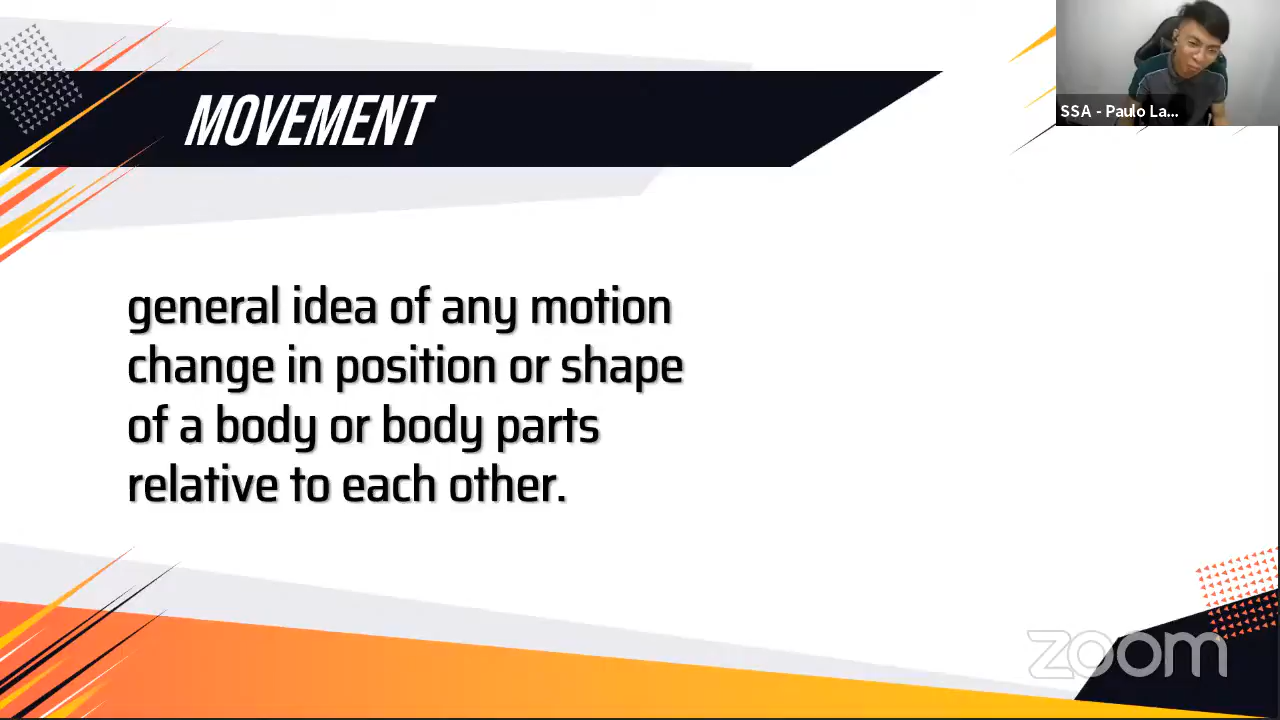 MOVEMENT
SSA - Paulo La...
general idea of any motion
change in position or shape
of a body or body parts
relative to each other.
zoom